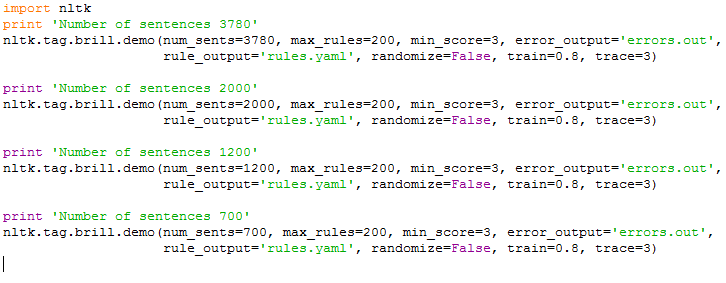 import nltk
print 'Number of sentences 3780'
nltk.tag.brill.demo(num_sents=3780, max_rules=200, min_score=3, error_output='errors.out',
                    rule_output='rules.yaml', randomize=False, train=0.8, trace=3)

print 'Number of sentences 2000'
nltk.tag.brill.demo(num_sents=2000, max_rules=200, min_score=3, error_output='errors.out',
                    rule_output='rules.yaml', randomize=False, train=0.8, trace=3)

print 'Number of sentences 1200'
nltk.tag.brill.demo(num_sents=1200, max_rules=200, min_score=3, error_output='errors.out',
                    rule_output='rules.yaml', randomize=False, train=0.8, trace=3)

print 'Number of sentences 700'
nltk.tag.brill.demo(num_sents=700, max_rules=200, min_score=3, error_output='errors.out',
                    rule_output='rules.yaml', randomize=False, train=0.8, trace=3)